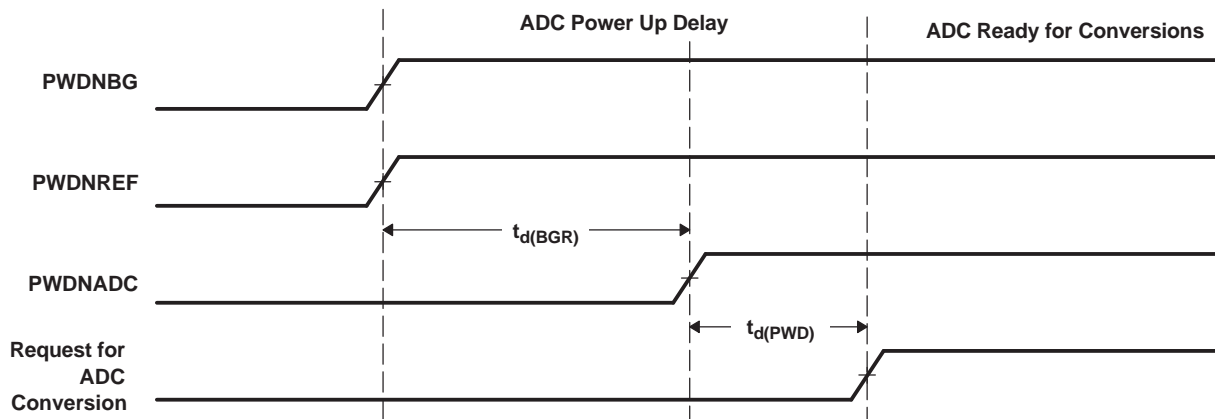 ADC Power Up Delay
ADC Ready for Conversions
PWDNBG
PWDNREF
td(BGR)
PWDNADC
td(PWD)
Request for
ADC
Conversion